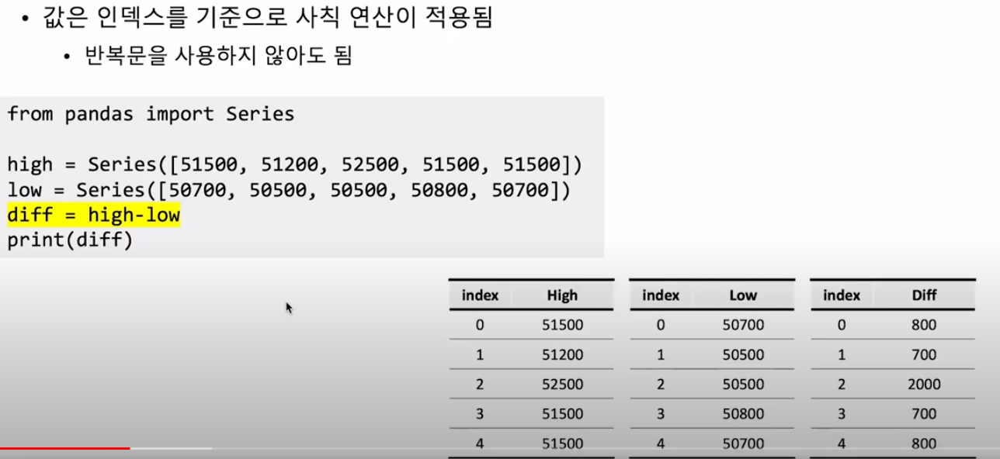 • 값은 인덱스를 기준으로 사칙 연산이 적용됨
• 반복문을 사용하지 않아도 됨
from pandas import Series
high = Series([51500, 51200, 52500, 51500, 51500])
low = Series([50700, 50500, 50500, 50800, 50700])
diff = high-low
print(diff)
index High index Low index Diff
0 51500 0 50700 0 800
1 51200 1 50500 1 700
2 52500 2 50500 2 2000
3 51500 3 50800 3 700
4 51500 4 50700 4 800